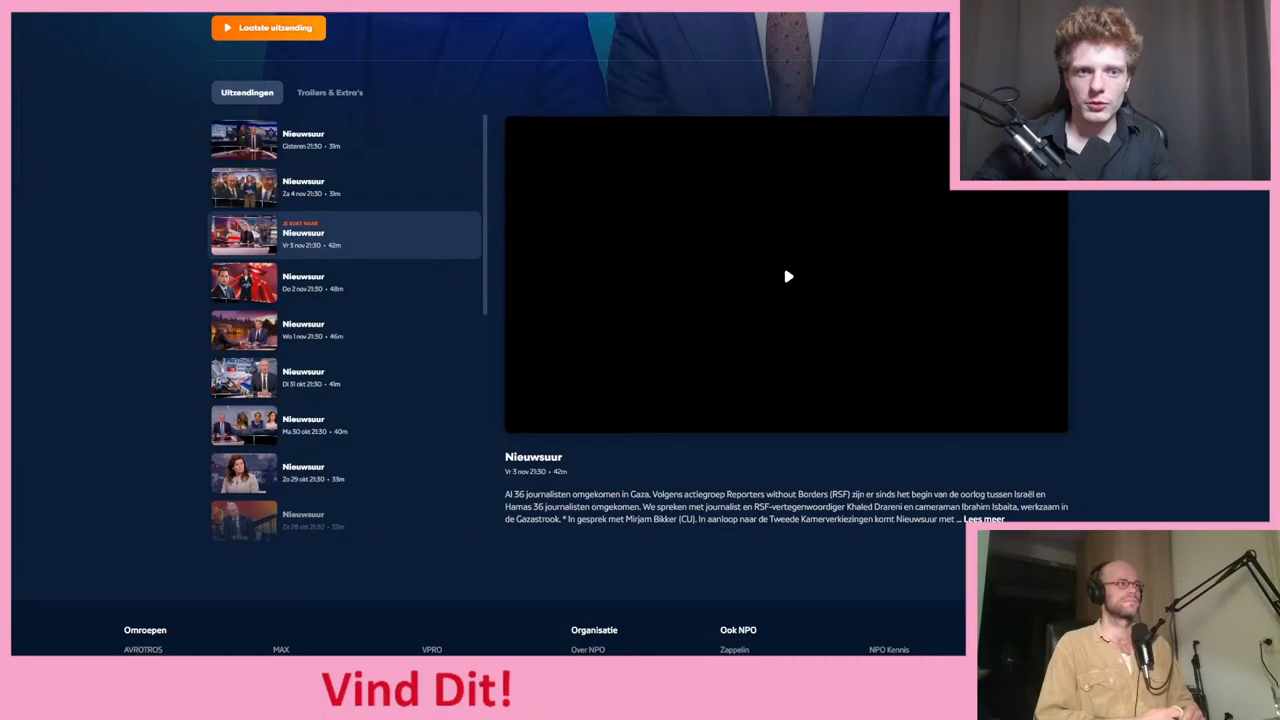 Laatste uitzending
Uitzendingen
Trailers & Extra's
Nieuwsuur
Gisteren 21:30 • 31m
Nieuwsuur
Za 4 nov 21:30 • 31m
JE KIJKT NAAR
Nieuwsuur
Vr 3 nov 21:30 • 42m
Nieuwsuur
Do 2 nov 21:30 • 48m
Nieuwsuur
Wo 1 nov 21:30 • 46m
Nieuwsuur
Di 31 okt 21:30 • 41m
Nieuwsuur
Ma 30 okt 21:30 • 40m
Nieuwsuur
Zo 29 okt 21:30 • 33m
Nieuwsuur
Za 28 okt 21:30 • 32m
Nieuwsuur
Vr 3 nov 21:30 • 42m
Al 36 journalisten omgekomen in Gaza. Volgens actiegroep Reporters without Borders (RSF) zijn er sinds het begin van de oorlog tussen Israël en
Hamas 36 journalisten omgekomen. We spreken met journalist en RSF-vertegenwoordiger Khaled Drareni en cameraman Ibrahim Isbaita, werkzaam in
de Gazastrook. * In gesprek met Mirjam Bikker (CU). In aanloop naar de Tweede Kamerverkiezingen komt Nieuwsuur met ... Lees meer
Omroepen
Organisatie
Ook NPO
AVROTROS
MAX
VPRO
Over NPO
Zappelin
NPO Kennis
Vind Dit!